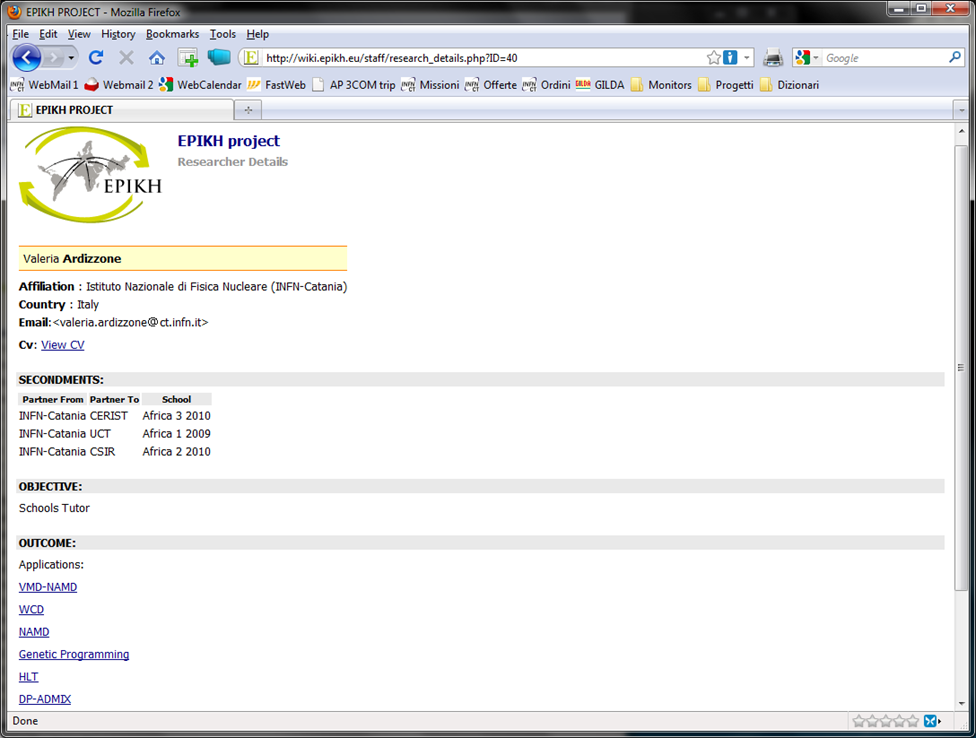 EPIKH PROJECT - Mozilla Firefox
File Edit View History Bookmarks Tools Help
http://wiki.epikh.eu/staff/research_details.php?ID=40
Google
WebMail 1 Webmail 2 WebCalendar FastWeb AP 3COM trip Missioni Offerte Ordini GILDA Monitors Progetti Dizionari
EPIKH PROJECT
EPIKH
EPIKH project
Researcher Details
Valeria Ardizzone
Affiliation : Istituto Nazionale di Fisica Nucleare (INFN-Catania)
Country : Italy
Email:<valeria.ardizzone@ct.infn.it>
Cv: View CV
SECONDMENTS:
Partner From Partner To School
INFN-Catania CERIST Africa 3 2010
INFN-Catania UCT Africa 1 2009
INFN-Catania CSIR Africa 2 2010
OBJECTIVE:
Schools Tutor
OUTCOME:
Applications:
VMD-NAMD
WCD
NAMD
Genetic Programming
HLT
DP-ADMIX
Done